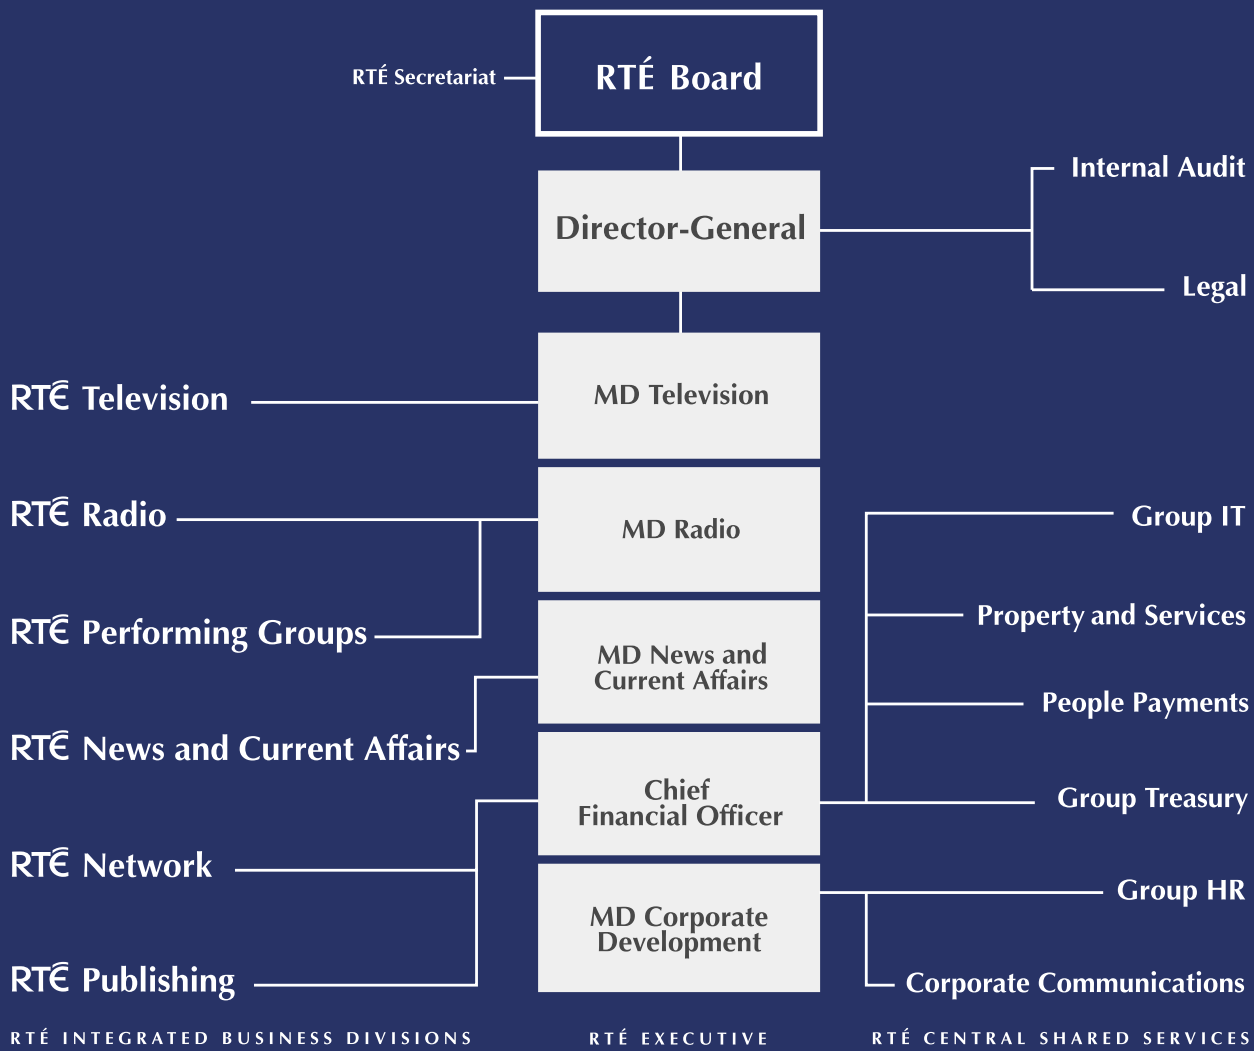 RTÉ Secretariat
RTÉ Board
Director-General
Internal Audit
Legal
RTÉ Television
MD Television
RTÉ Radio
MD Radio
Group IT
RTÉ Performing Groups
Property and Services
MD News and
Current Affairs
RTÉ News and Current Affairs
People Payments
Chief
Financial Officer
Group Treasury
RTÉ Network
Group HR
MD Corporate
Development
RTÉ Publishing
Corporate Communications
RTÉ INTEGRATED BUSINESS DIVISIONS
RTÉ EXECUTIVE
RTÉ CENTRAL SHARED SERVICES